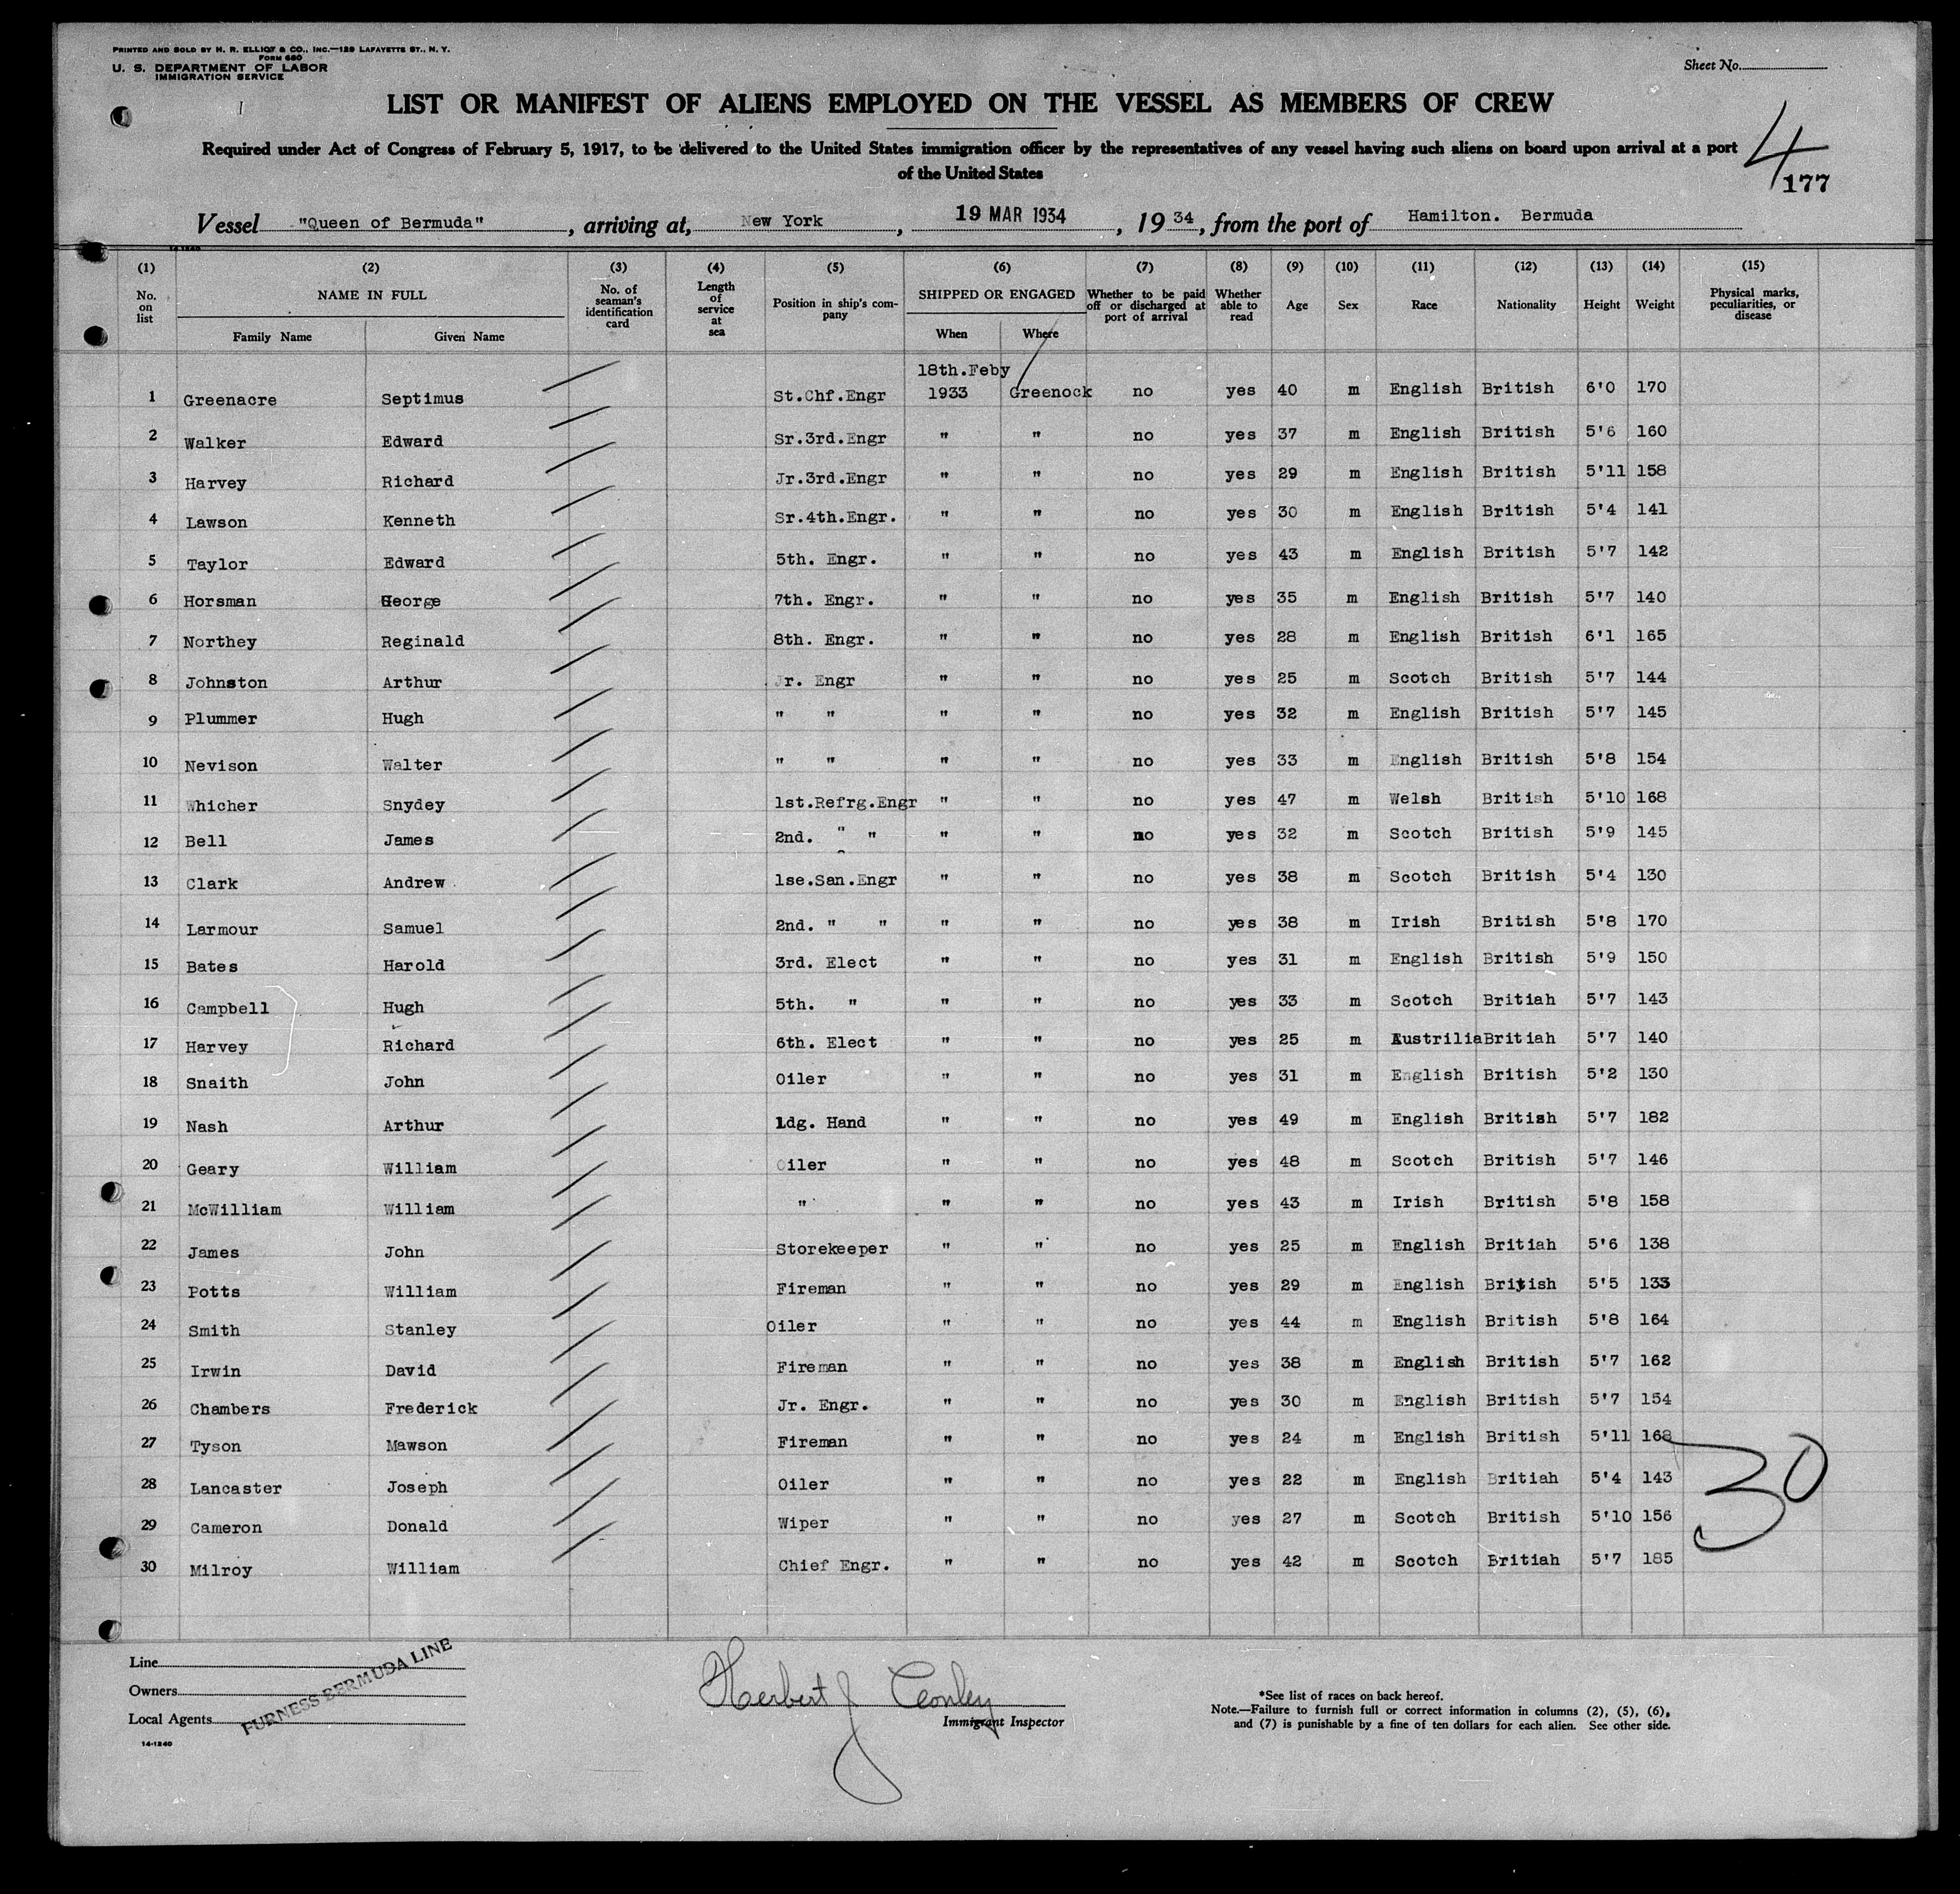 PRINTED AND SOLD BY H. R. ELLIOT & CO., INC.—129 LAFAYETTE ST., N. Y.
FORM 680
U. S. DEPARTMENT OF LABOR
IMMIGRATION SERVICE
Sheet No.
LIST OR MANIFEST OF ALIENS EMPLOYED ON THE VESSEL AS MEMBERS OF CREW
Required under Act of Congress of February 5, 1917, to be delivered to the United States immigration officer by the representatives of any vessel having such aliens on board upon arrival at a port
of the United States
4
177
Vessel "Queen of Bermuda", arriving at, New York, 19 MAR 1934, 1934, from the port of Hamilton. Bermuda
14-1240
(1) (2) (3) (4) (5) (6) (7) (8) (9) (10) (11) (12) (13) (14) (15)
No. on list NAME IN FULL Family Name Given Name No. of seaman's identification card Length of service at sea Position in ship's company SHIPPED OR ENGAGED When Where Whether to be paid off or discharged at port of arrival Whether able to read Age Sex Race Nationality Height Weight Physical marks, peculiarities, or disease
18th.Feby
1 Greenacre Septimus St.Chf.Engr 1933 Greenock no yes 40 m English British 6'0 170
2 Walker Edward Sr.3rd.Engr " " no yes 37 m English British 5'6 160
3 Harvey Richard Jr.3rd.Engr " " no yes 29 m English British 5'11 158
4 Lawson Kenneth Sr.4th.Engr. " " no yes 30 m English British 5'4 141
5 Taylor Edward 5th. Engr. " " no yes 43 m English British 5'7 142
6 Horsman George 7th. Engr. " " no yes 35 m English British 5'7 140
7 Northey Reginald 8th. Engr. " " no yes 28 m English British 6'1 165
8 Johnston Arthur Jr. Engr " " no yes 25 m Scotch British 5'7 144
9 Plummer Hugh " " " " no yes 32 m English British 5'7 145
10 Nevison Walter " " " " no yes 33 m English British 5'8 154
11 Whicher Snydey 1st.Refrg.Engr " " no yes 47 m Welsh British 5'10 168
12 Bell James 2nd. " " " " no yes 32 m Scotch British 5'9 145
13 Clark Andrew 1se.San.Engr " " no yes 38 m Scotch British 5'4 130
14 Larmour Samuel 2nd. " " " " no yes 38 m Irish British 5'8 170
15 Bates Harold 3rd. Elect " " no yes 31 m English British 5'9 150
16 Campbell Hugh 5th. " " " no yes 33 m Scotch Britiah 5'7 143
17 Harvey Richard 6th. Elect " " no yes 25 m Austrilia Britiah 5'7 140
18 Snaith John Oiler " " no yes 31 m English British 5'2 130
19 Nash Arthur Ldg. Hand " " no yes 49 m English British 5'7 182
20 Geary William Oiler " " no yes 48 m Scotch British 5'7 146
21 McWilliam William " " " no yes 43 m Irish British 5'8 158
22 James John Storekeeper " " no yes 25 m English Britiah 5'6 138
23 Potts William Fireman " " no yes 29 m English British 5'5 133
24 Smith Stanley Oiler " " no yes 44 m English British 5'8 164
25 Irwin David Fireman " " no yes 38 m English British 5'7 162
26 Chambers Frederick Jr. Engr. " " no yes 30 m English British 5'7 154
27 Tyson Mawson Fireman " " no yes 24 m English British 5'11 168
28 Lancaster Joseph Oiler " " no yes 22 m English Britiah 5'4 143
29 Cameron Donald Wiper " " no yes 27 m Scotch British 5'10 156
30 Milroy William Chief Engr. " " no yes 42 m Scotch Britiah 5'7 185
30
Line
Owners
Local Agents
FURNESS BERMUDA LINE
14-1240
Herbert J Conley
Immigrant Inspector
*See list of races on back hereof.
Note.—Failure to furnish full or correct information in columns (2), (5), (6),
and (7) is punishable by a fine of ten dollars for each alien. See other side.